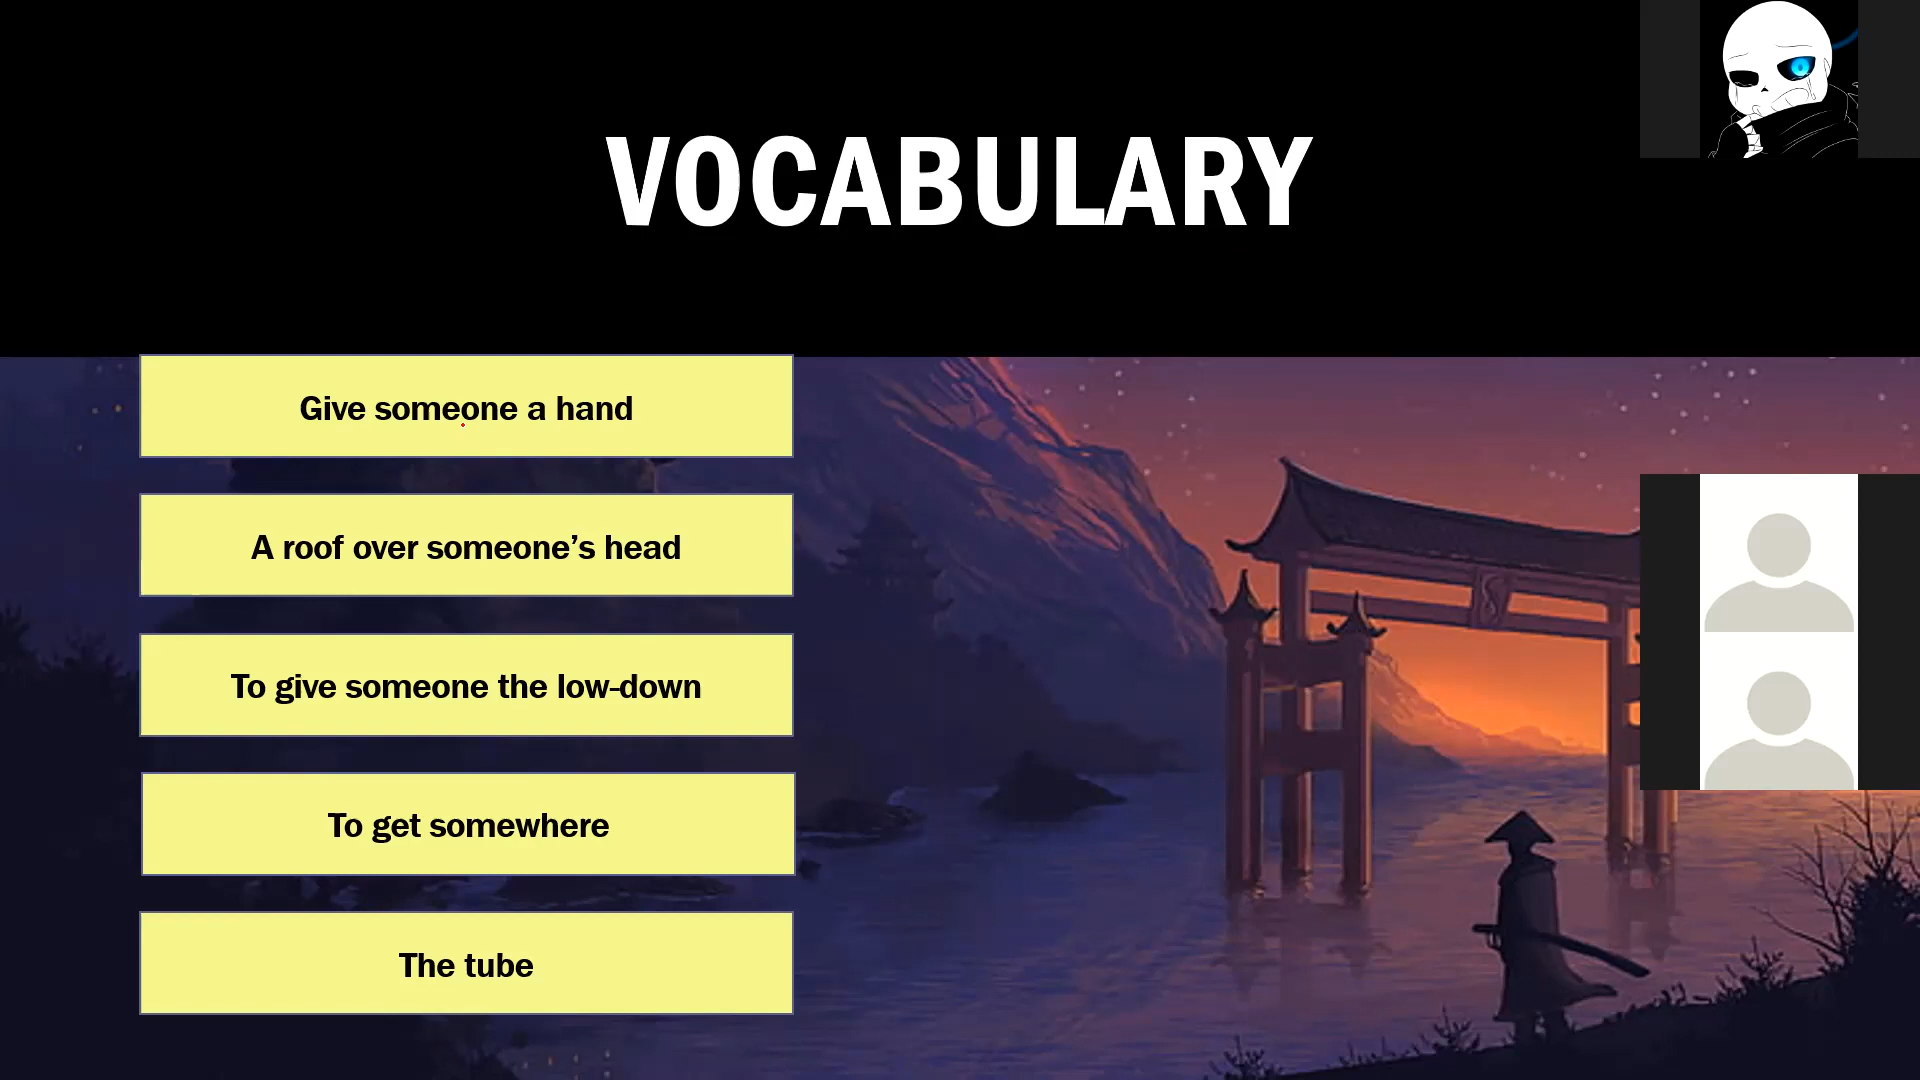 VOCABULARY
Give someone a hand
A roof over someone’s head
To give someone the low-down
To get somewhere
The tube